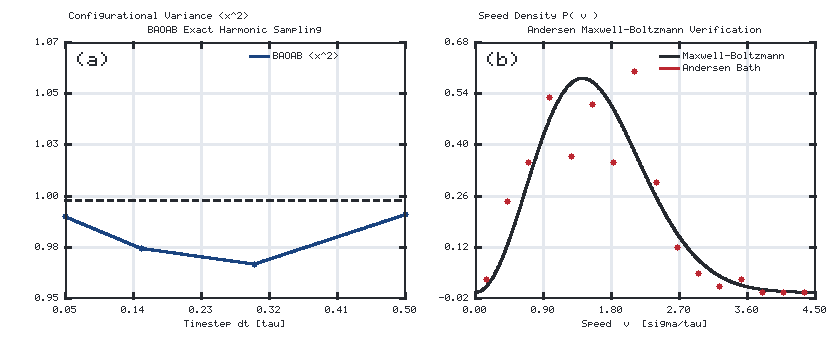 Configurational Variance <x^2>
BAOAB Exact Harmonic Sampling
(a)
BAOAB <x^2>
1.07
1.05
1.03
1.00
0.98
0.95
0.05
0.14
0.23
0.32
0.41
0.50
Timestep dt [tau]
Speed Density P( v )
Andersen Maxwell-Boltzmann Verification
(b)
Maxwell-Boltzmann
Andersen Bath
0.68
0.54
0.40
0.26
0.12
-0.02
0.00
0.90
1.80
2.70
3.60
4.50
Speed v [sigma/tau]